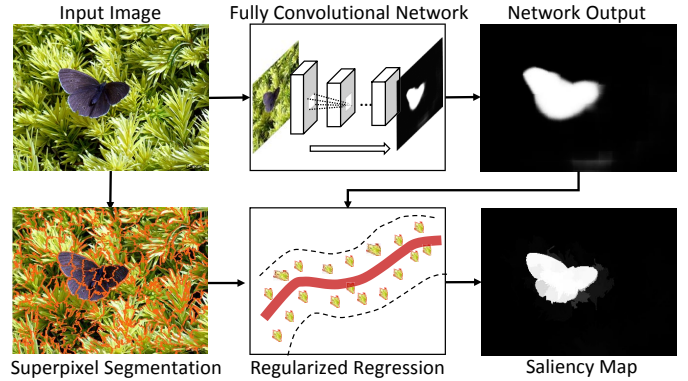 Input Image
Fully Convolutional Network
Network Output
Superpixel Segmentation
Regularized Regression
Saliency Map